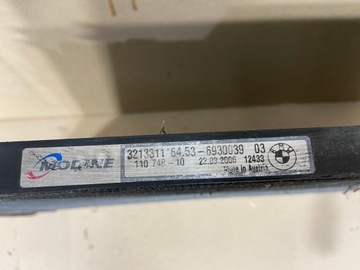 MODINE
3213311 64.53-6930039 03
110 748-10 23.03.2006 12433
Made in Austria